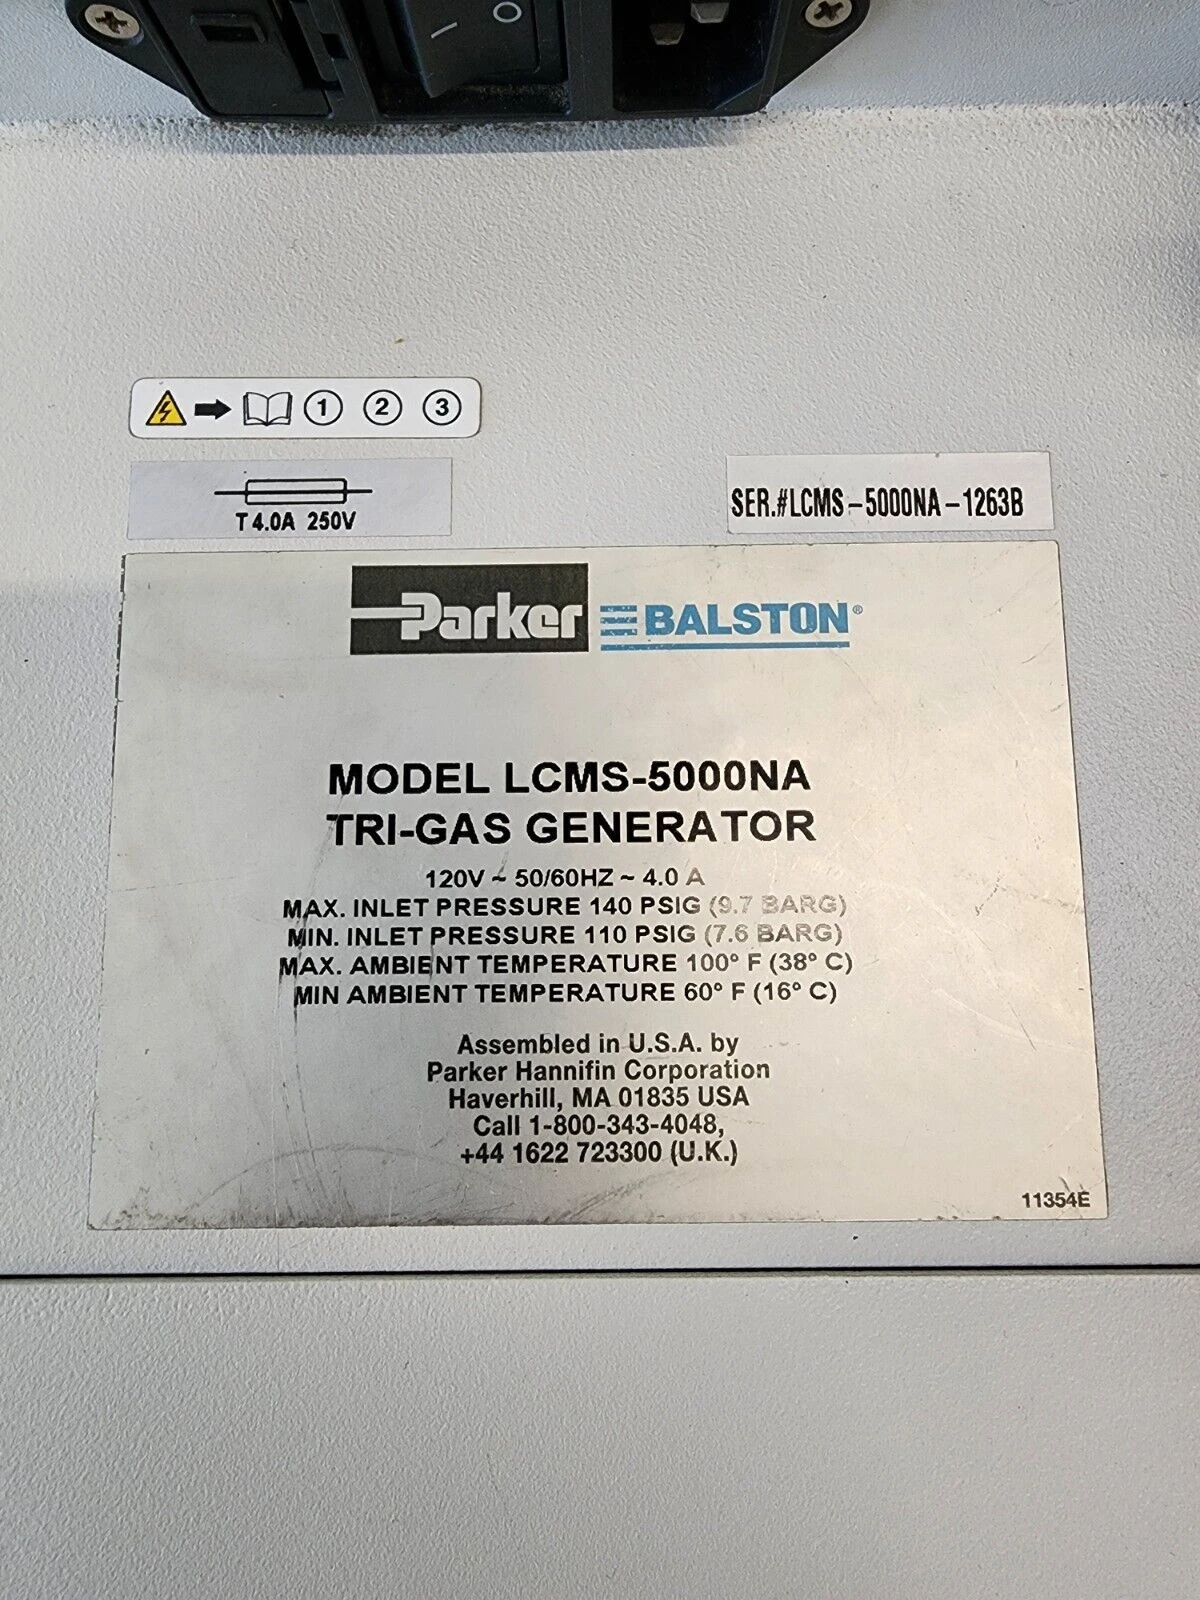 I O
1 2 3
T 4.0A 250V
SER.#LCMS-5000NA-1263B
Parker BALSTON®
MODEL LCMS-5000NA
TRI-GAS GENERATOR
120V ~ 50/60HZ ~ 4.0 A
MAX. INLET PRESSURE 140 PSIG (9.7 BARG)
MIN. INLET PRESSURE 110 PSIG (7.6 BARG)
MAX. AMBIENT TEMPERATURE 100° F (38° C)
MIN AMBIENT TEMPERATURE 60° F (16° C)
Assembled in U.S.A. by
Parker Hannifin Corporation
Haverhill, MA 01835 USA
Call 1-800-343-4048,
+44 1622 723300 (U.K.)
11354E